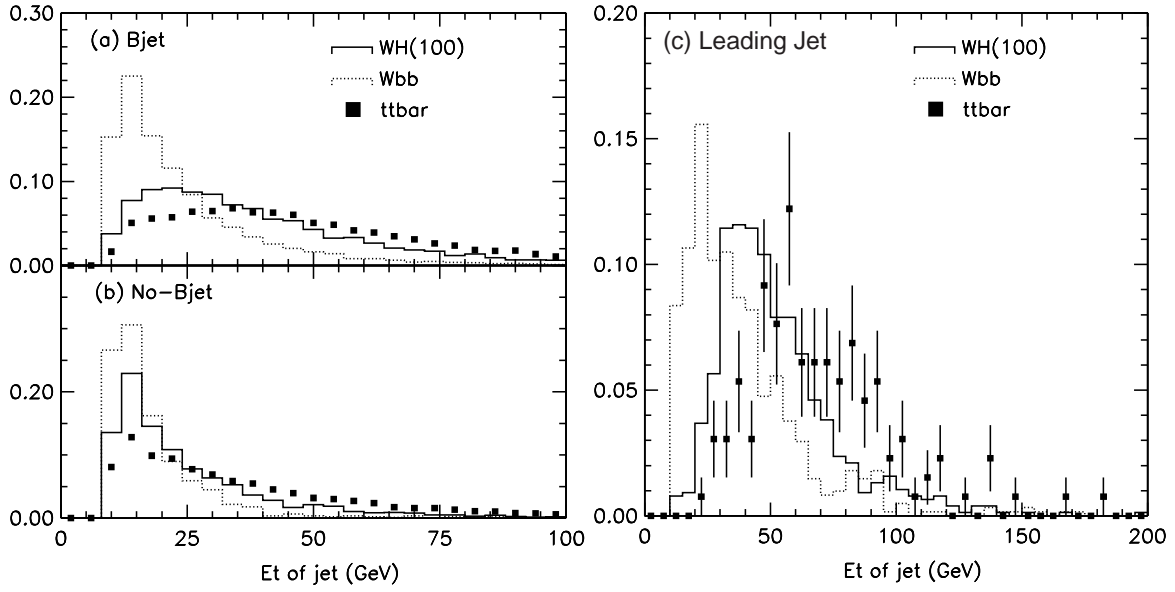 0.30
(a) Bjet
WH(100)
Wbb
ttbar
0.20
0.10
0.00
(b) No-Bjet
0.20
0.00
0 25 50 75 100
Et of jet (GeV)
0.20
(c) Leading Jet
WH(100)
Wbb
ttbar
0.15
0.10
0.05
0.00
0 50 100 150 200
Et of jet (GeV)